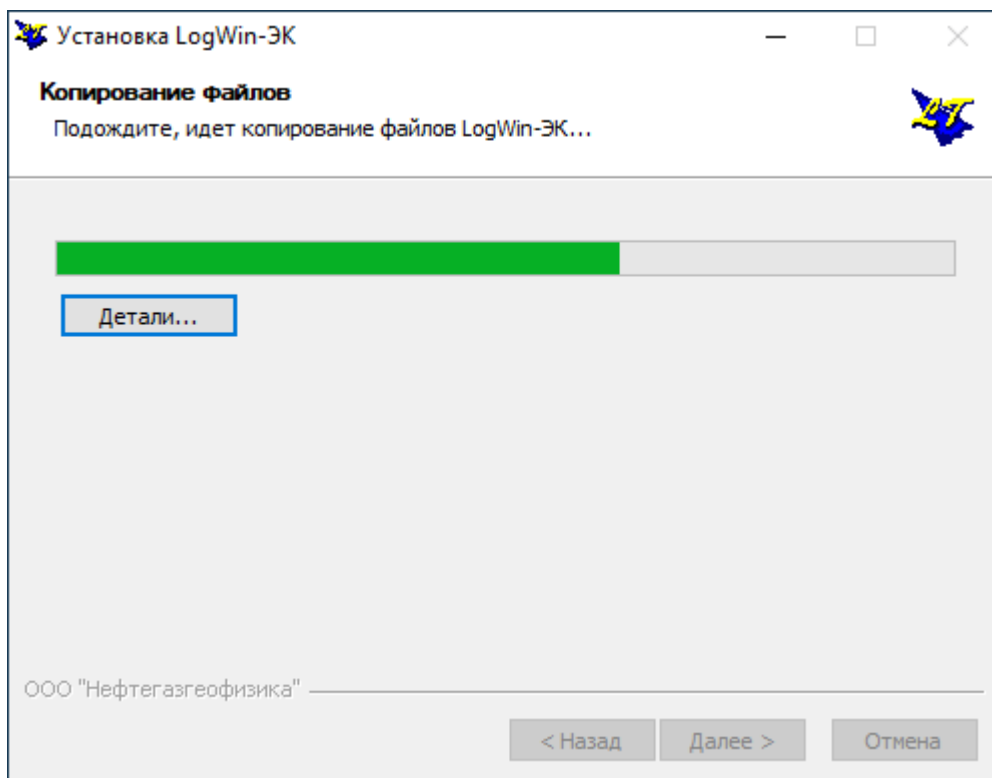 Установка LogWin-ЭК
Копирование файлов
Подождите, идет копирование файлов LogWin-ЭК...
Детали...
ООО "Нефтегазгеофизика"
< Назад
Далее >
Отмена